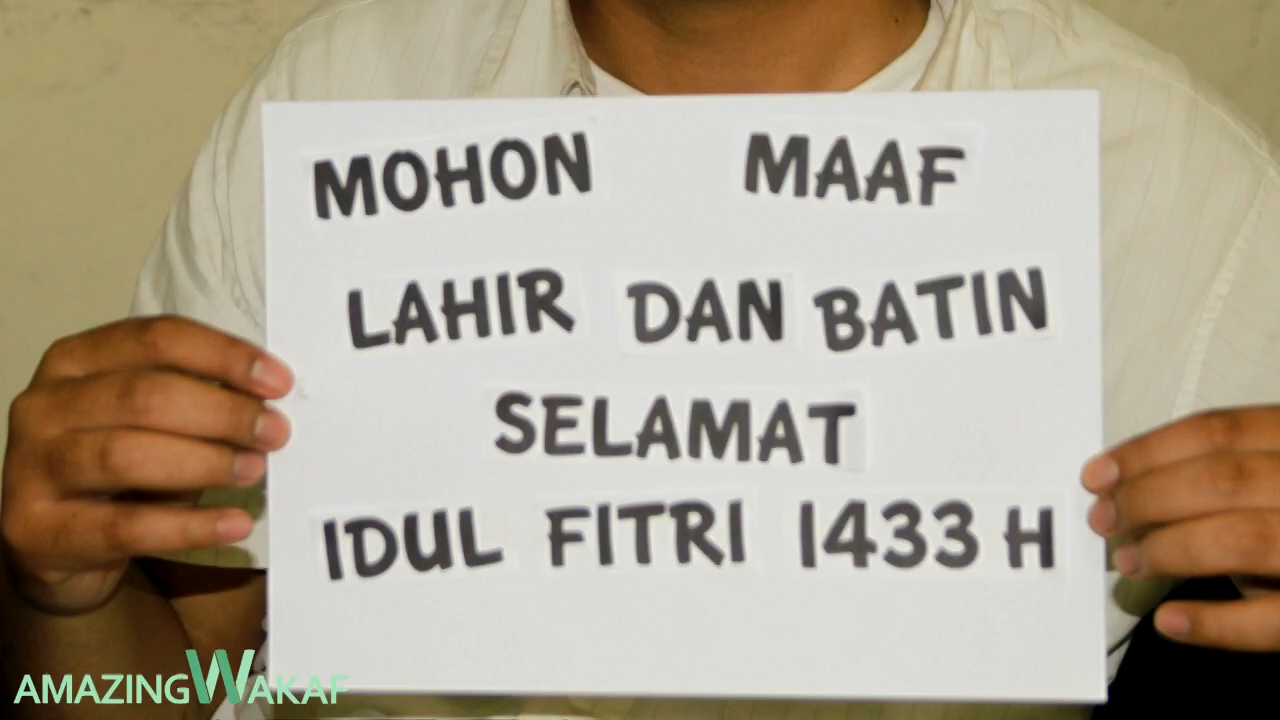 MOHON MAAF
LAHIR DAN BATIN
SELAMAT
IDUL FITRI 1433 H
AMAZINGWAKAF